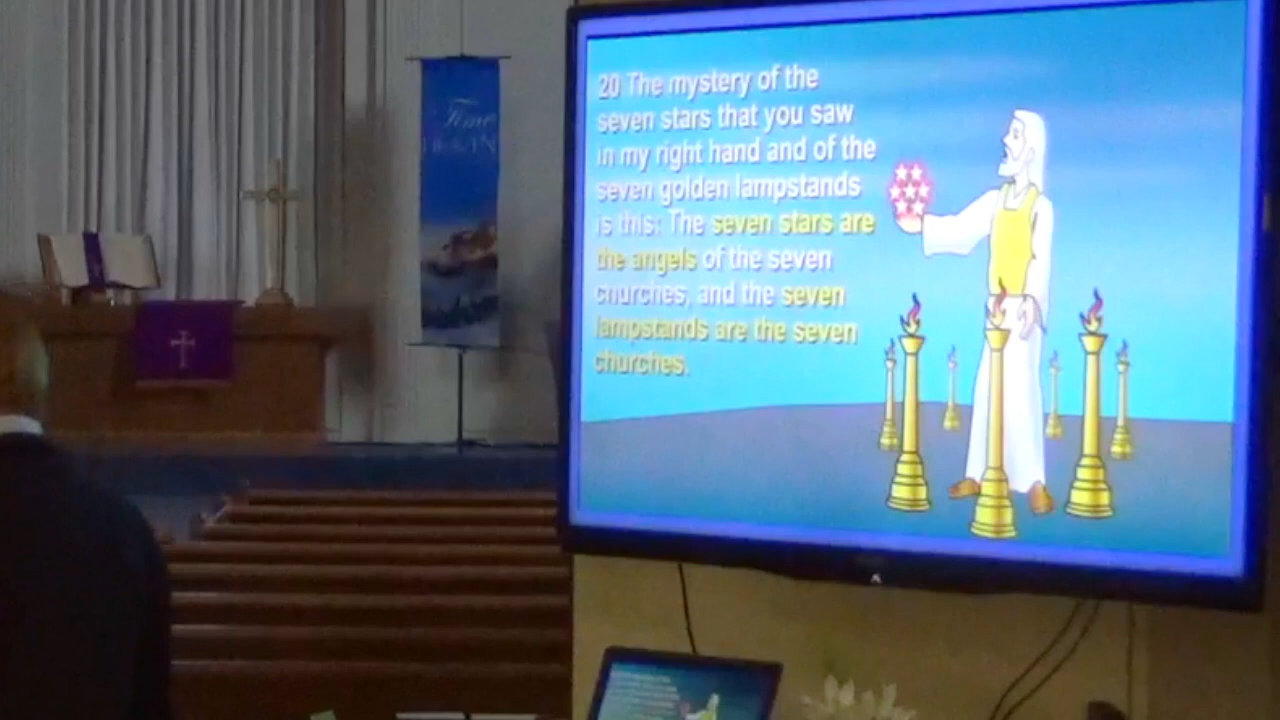 Time
20 The mystery of the
seven stars that you saw
in my right hand and of the
seven golden lampstands
is this: The seven stars are
the angels of the seven
churches, and the seven
lampstands are the seven
churches.